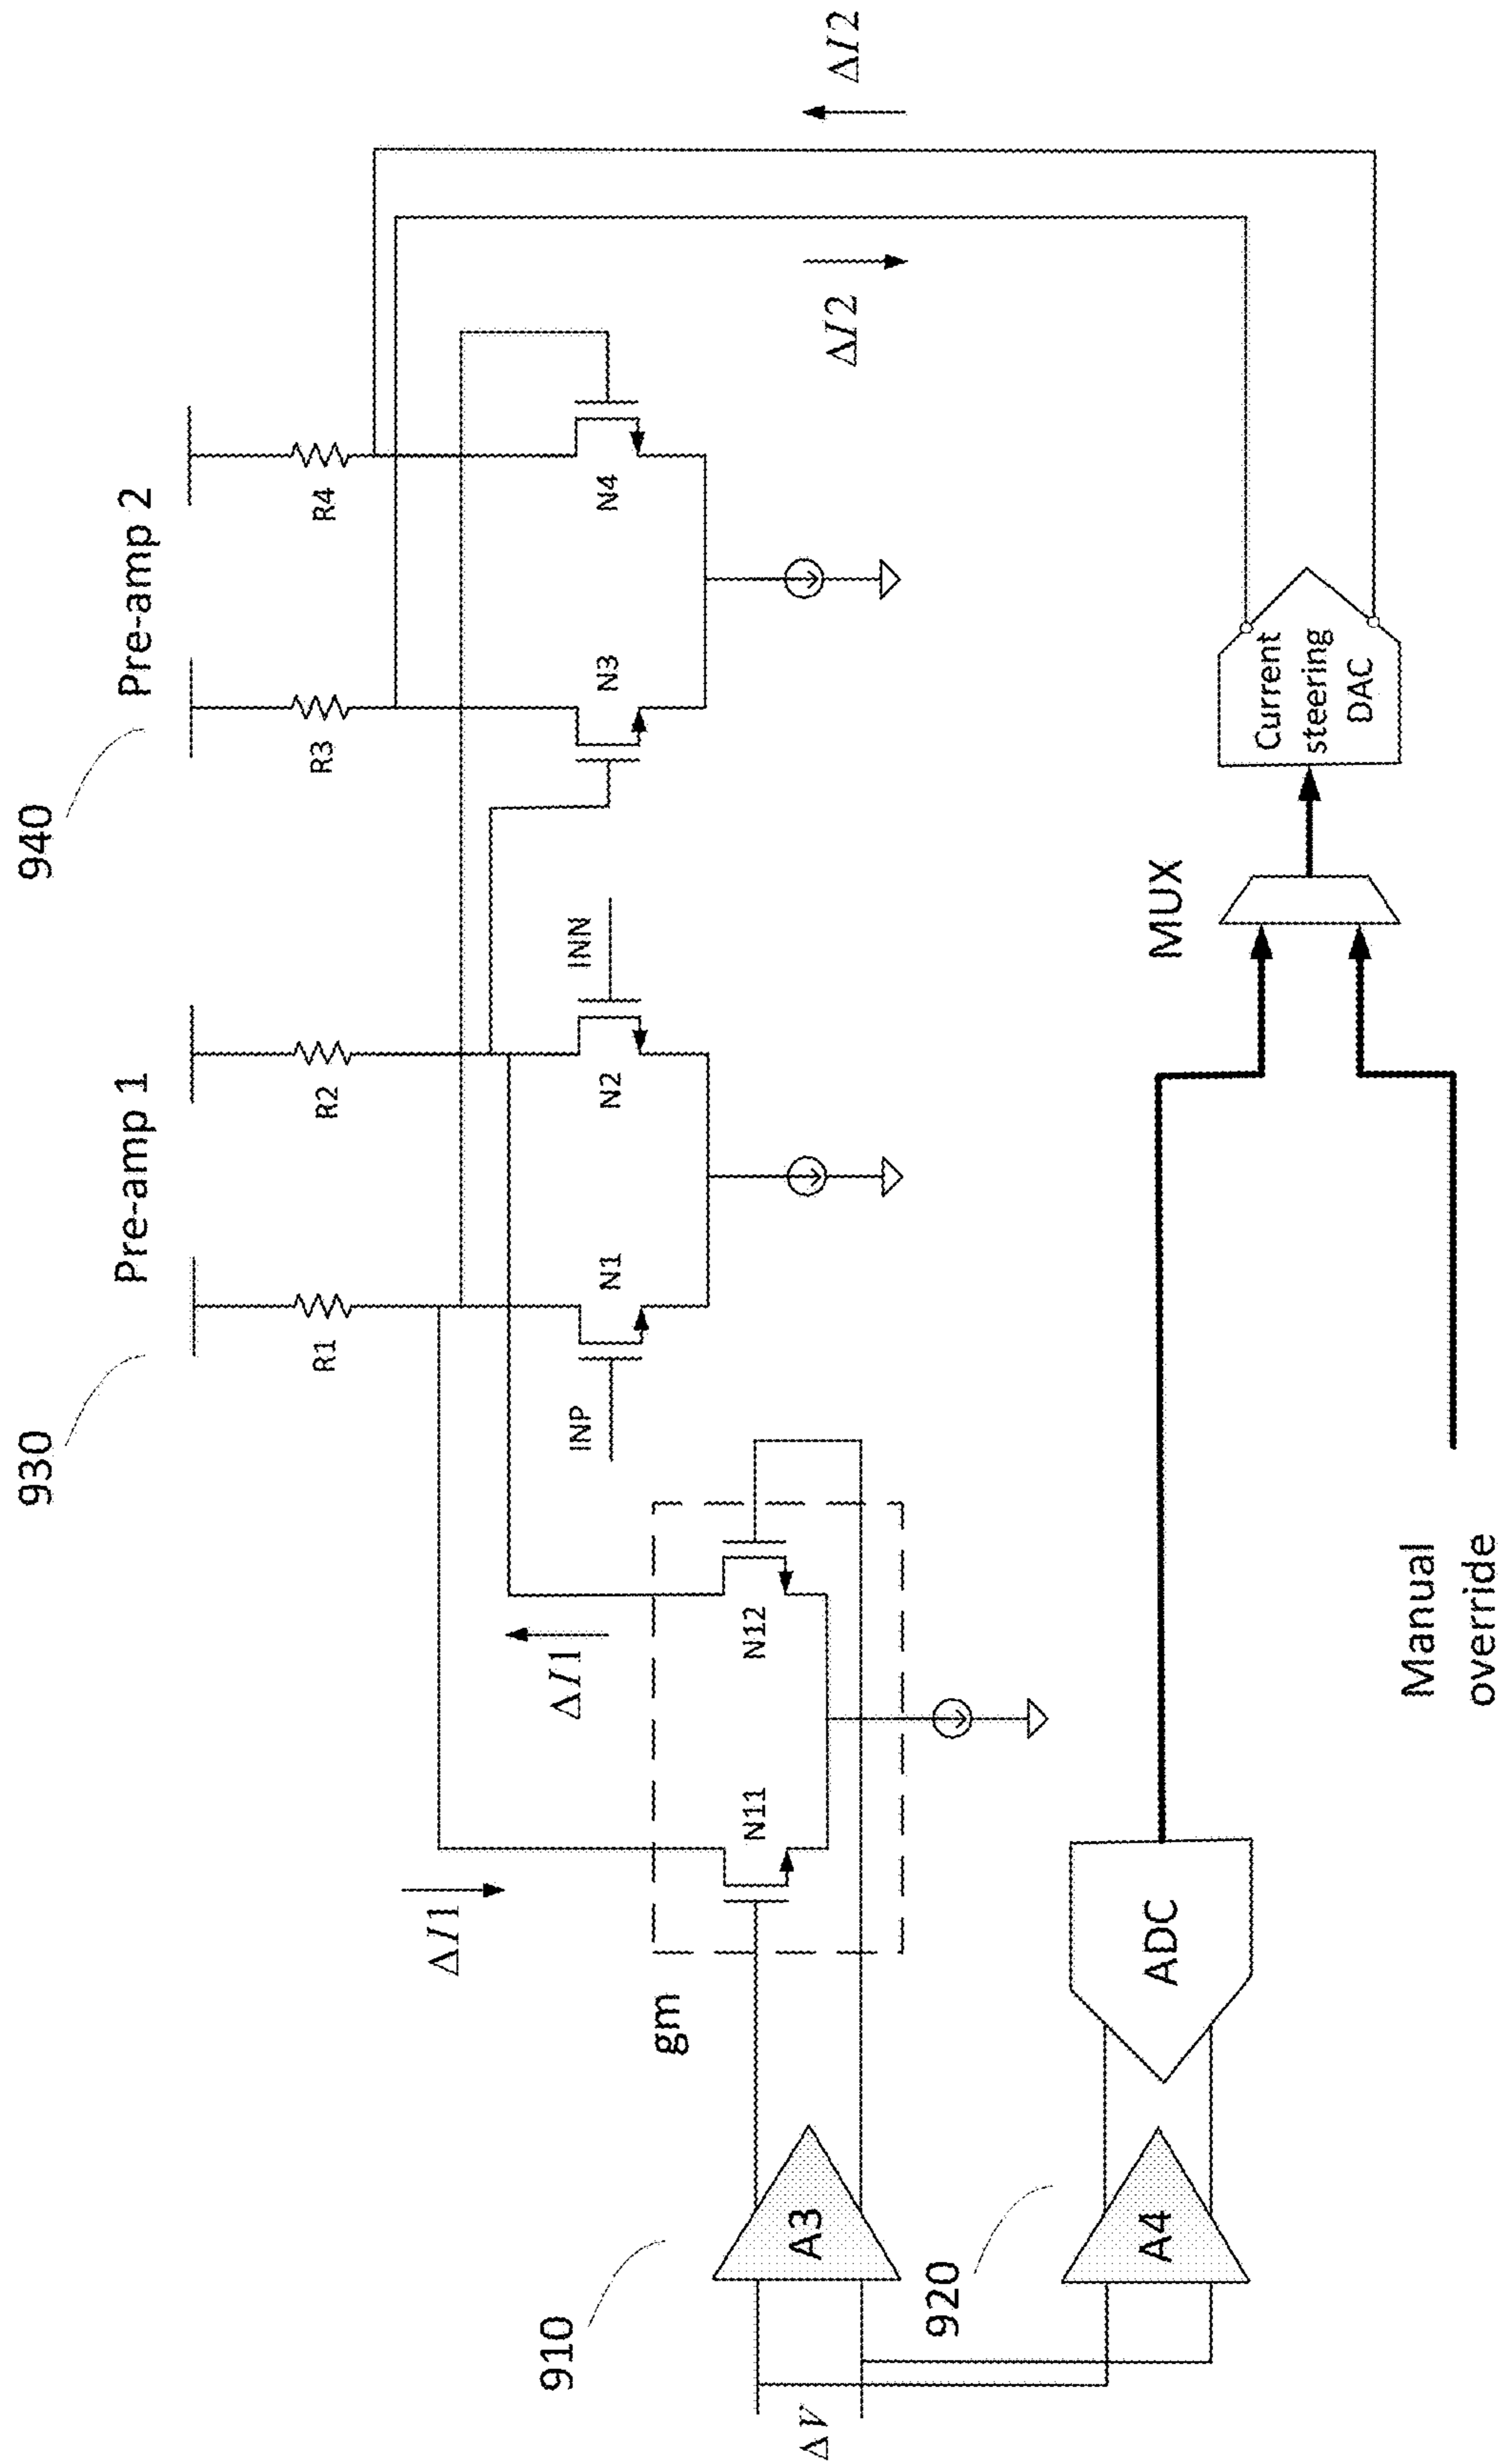 930
Pre-amp 1
940
Pre-amp 2
R1
R2
R3
R4
ΔI1
ΔI1
INP
N1
N2
INN
N3
N4
gm
N11
N12
ΔI2
ΔI2
910
A3
ΔV
920
A4
ADC
MUX
Current
steering
DAC
Manual
override